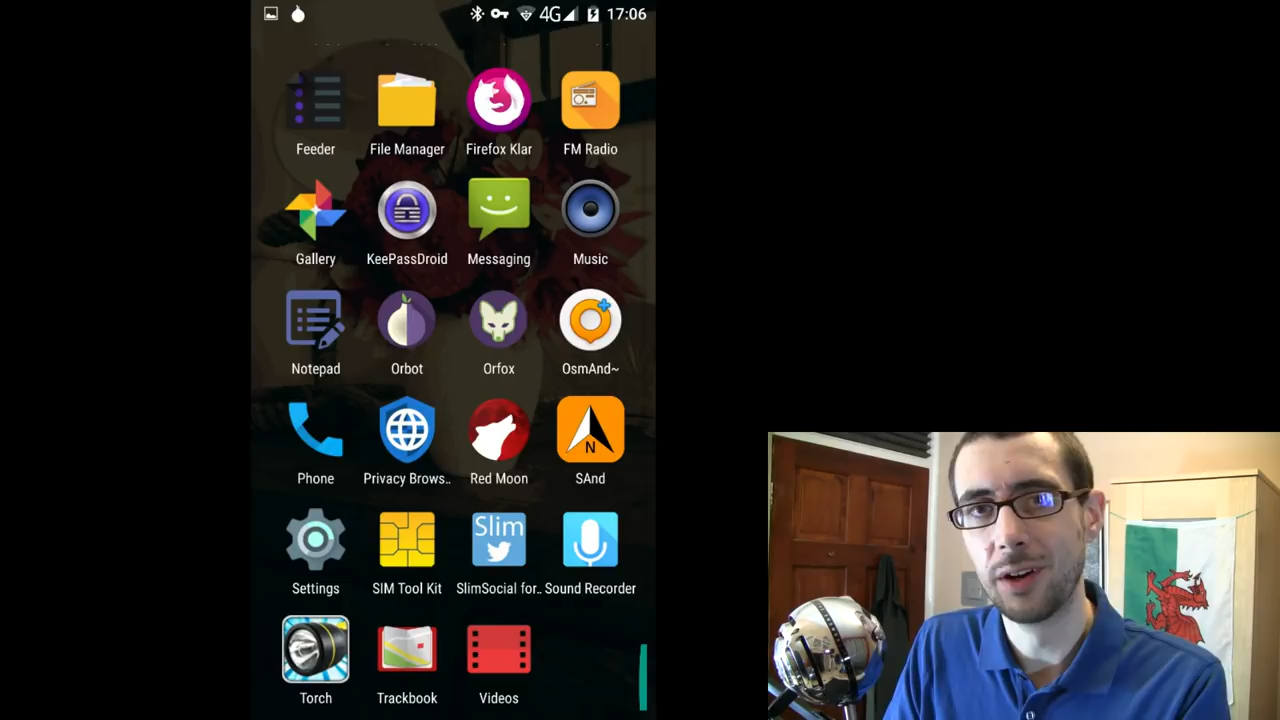 4G 17:06
Feeder File Manager Firefox Klar FM Radio
Gallery KeePassDroid Messaging Music
Notepad Orbot Orfox OsmAnd~
N
Phone Privacy Brows.. Red Moon SAnd
Slim
Settings SIM Tool Kit SlimSocial for.. Sound Recorder
Torch Trackbook Videos